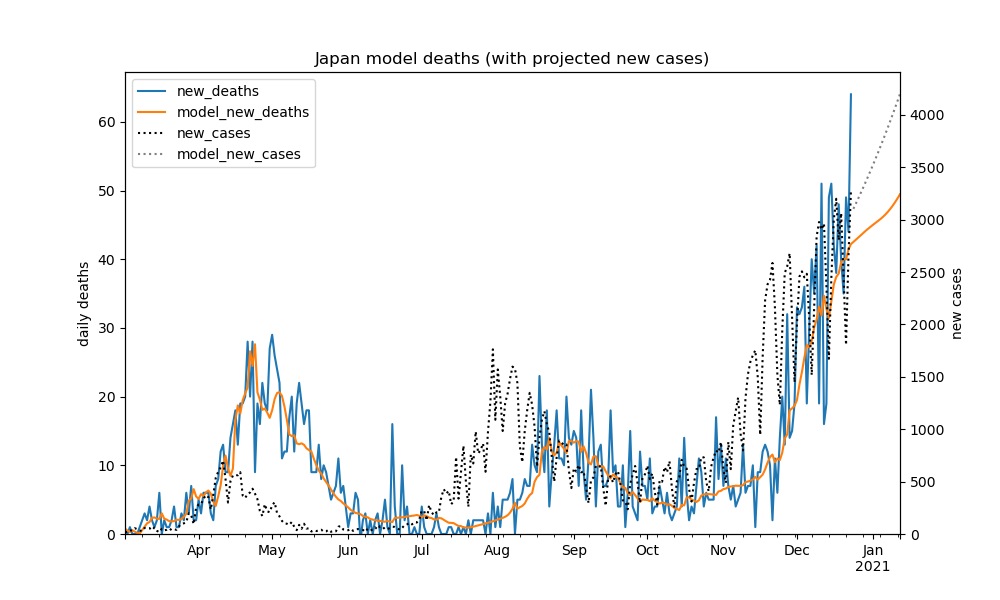 Japan model deaths (with projected new cases)
new_deaths
model_new_deaths
new_cases
model_new_cases
daily deaths
60
50
40
30
20
10
0
new cases
4000
3500
3000
2500
2000
1500
1000
500
0
Apr May Jun Jul Aug Sep Oct Nov Dec Jan
2021